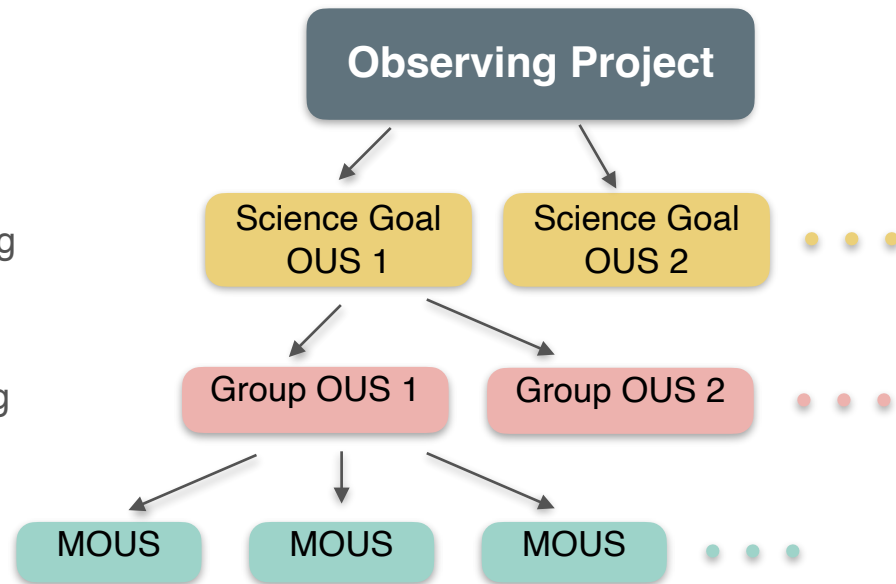 Observing Project
Science Goal
OUS 1
Science Goal
OUS 2
g
Group OUS 1
Group OUS 2
g
MOUS
MOUS
MOUS